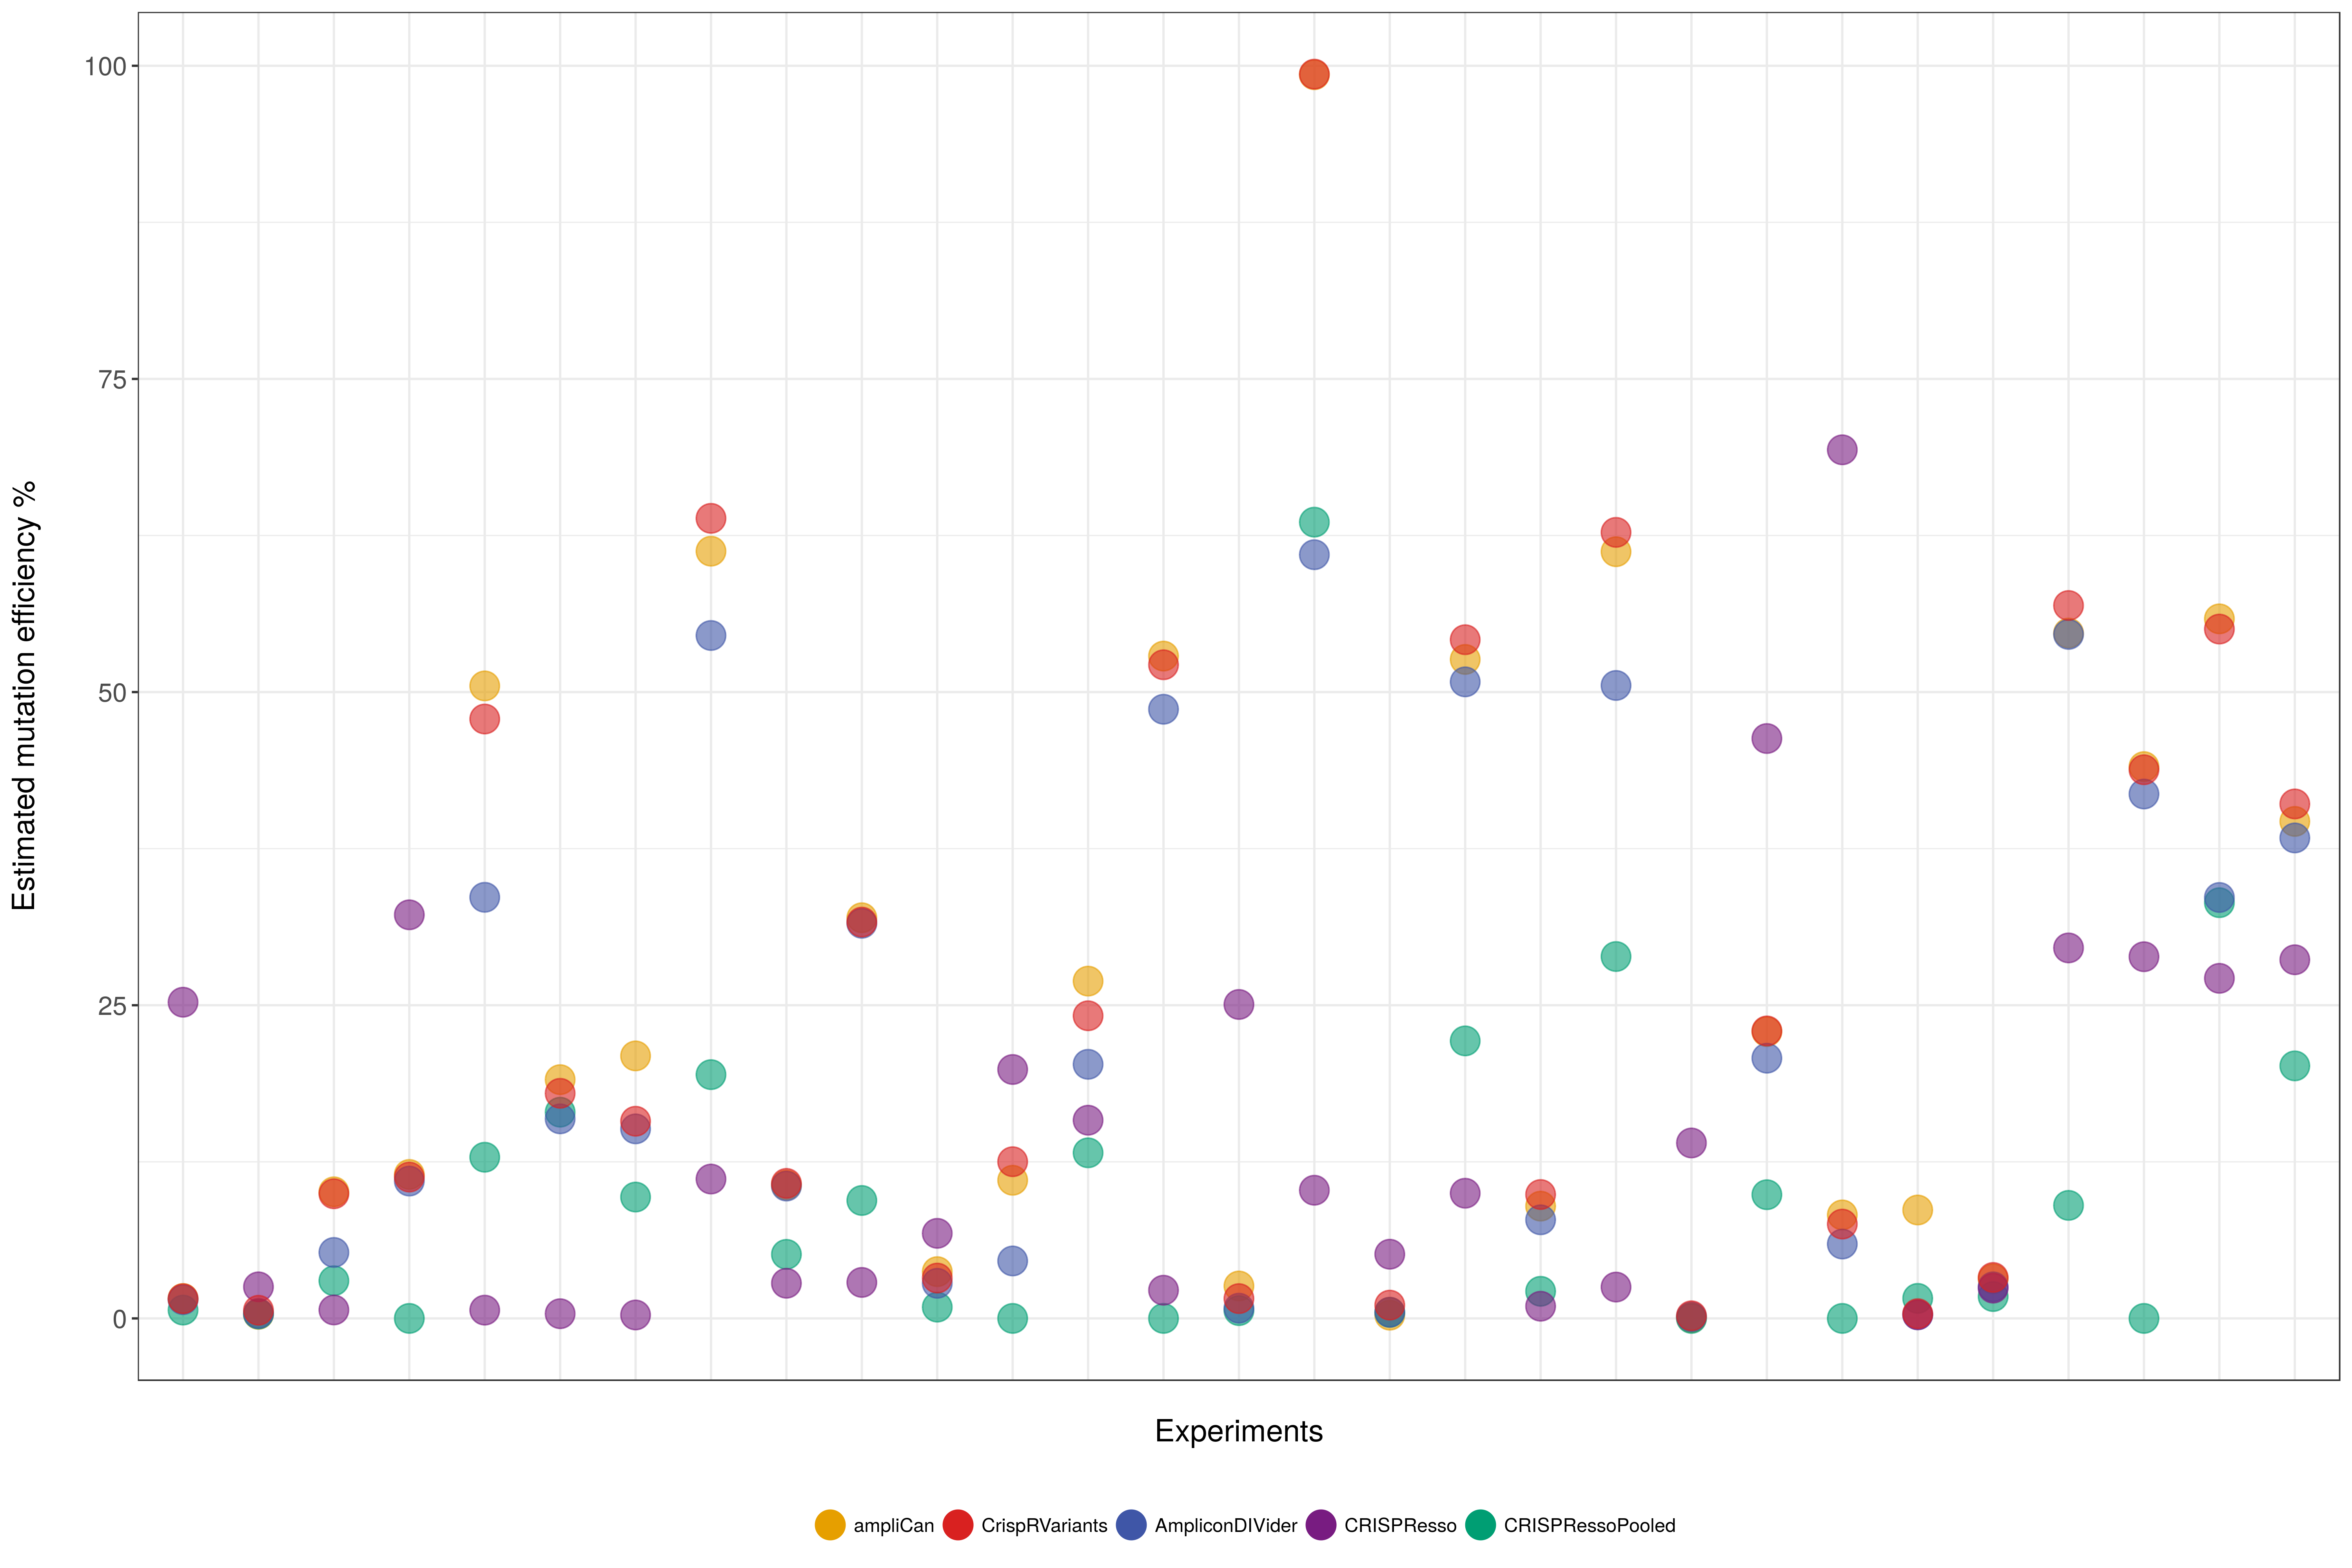 100
75
50
25
0
Estimated mutation efficiency %
Experiments
ampliCan CrispRVariants AmpliconDIVider CRISPResso CRISPRessoPooled